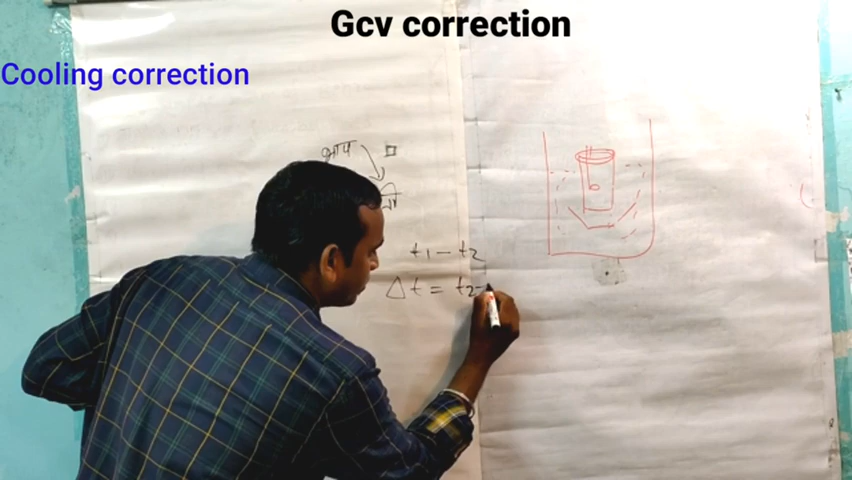 Gcv correction
Cooling correction
भाप
t1 - t2
Δt = t2-